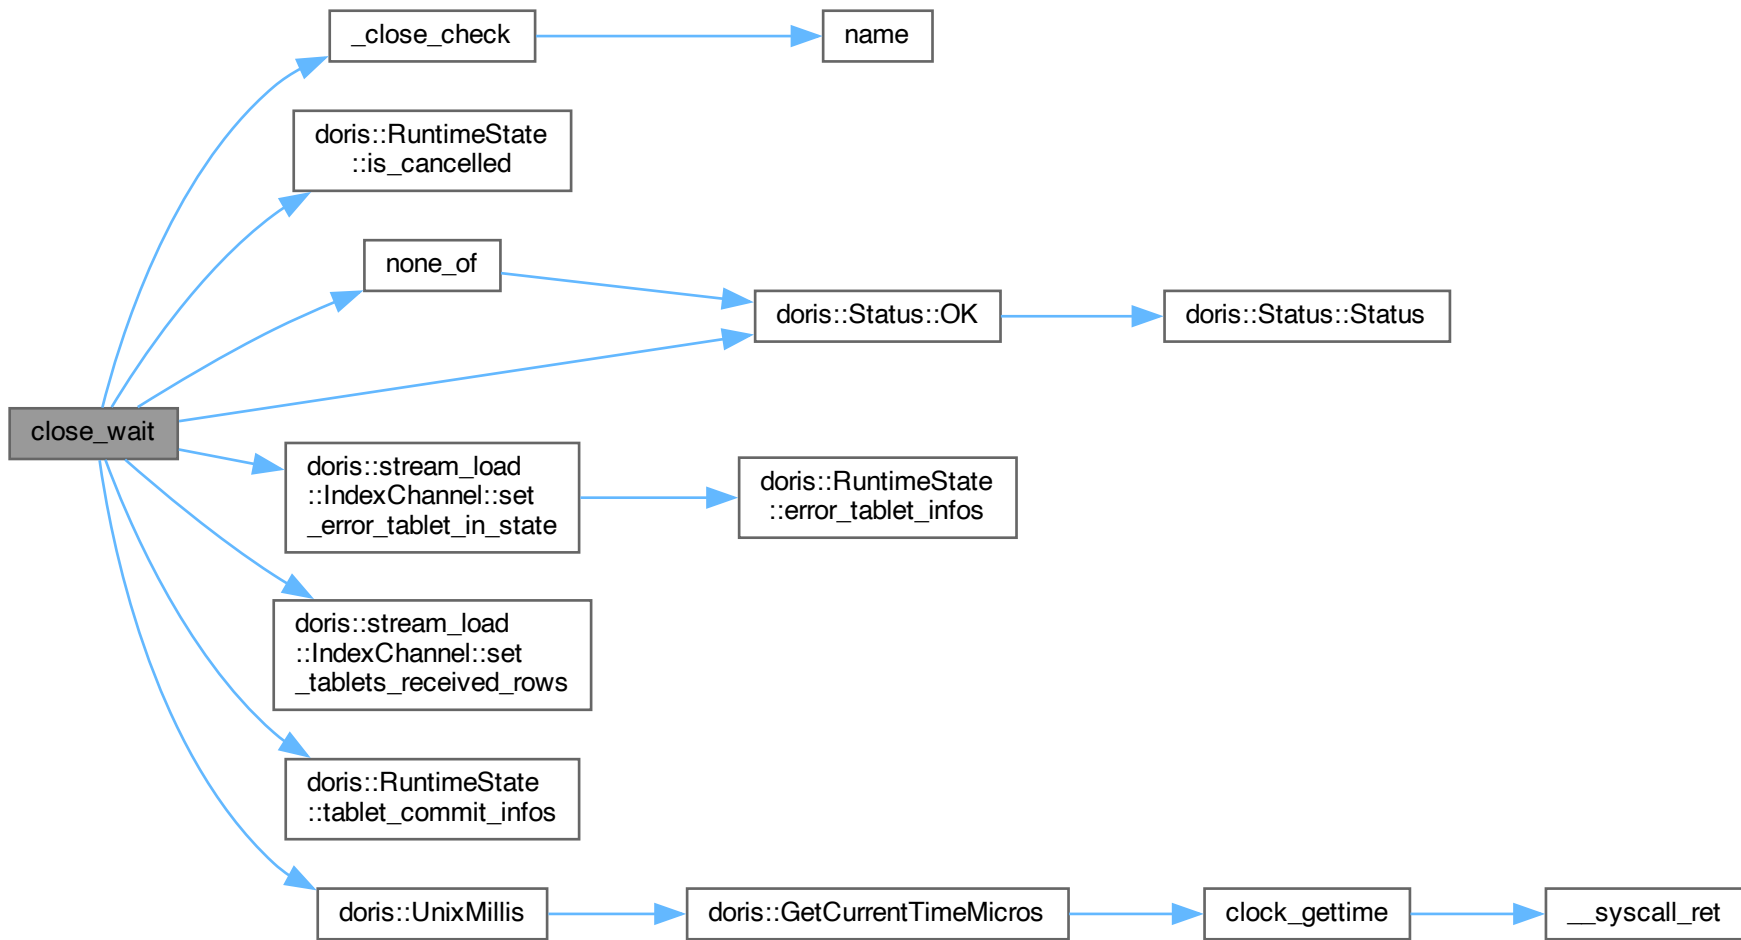 _close_check
name
doris::RuntimeState
::is_cancelled
none_of
doris::Status::OK
doris::Status::Status
close_wait
doris::stream_load
::IndexChannel::set
_error_tablet_in_state
doris::RuntimeState
::error_tablet_infos
doris::stream_load
::IndexChannel::set
_tablets_received_rows
doris::RuntimeState
::tablet_commit_infos
doris::UnixMillis
doris::GetCurrentTimeMicros
clock_gettime
__syscall_ret